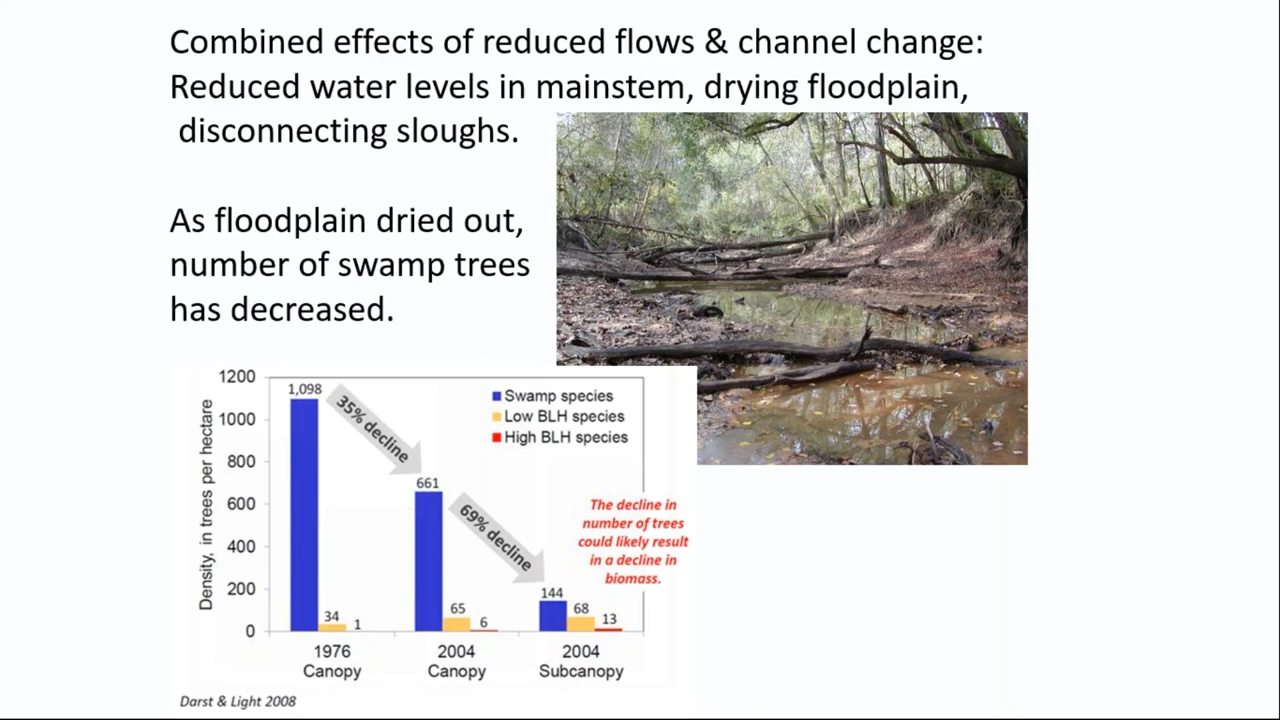 Combined effects of reduced flows & channel change:
Reduced water levels in mainstem, drying floodplain,
disconnecting sloughs.
As floodplain dried out,
number of swamp trees
has decreased.
Density, in trees per hectare
1200
1000
800
600
400
200
0
Swamp species
Low BLH species
High BLH species
1,098
34
1
35% decline
661
65
6
69% decline
144
68
13
The decline in
number of trees
could likely result
in a decline in
biomass.
1976
Canopy
2004
Canopy
2004
Subcanopy
Darst & Light 2008